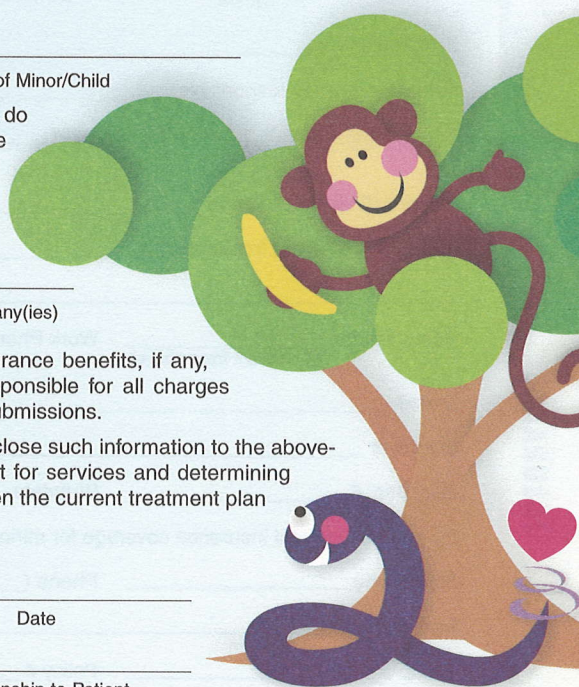 of Minor/Child
do
e
any(ies)
rance benefits, if any,
ponsible for all charges
ubmissions.
close such information to the above-
t for services and determining
en the current treatment plan
Date
nship to Patient